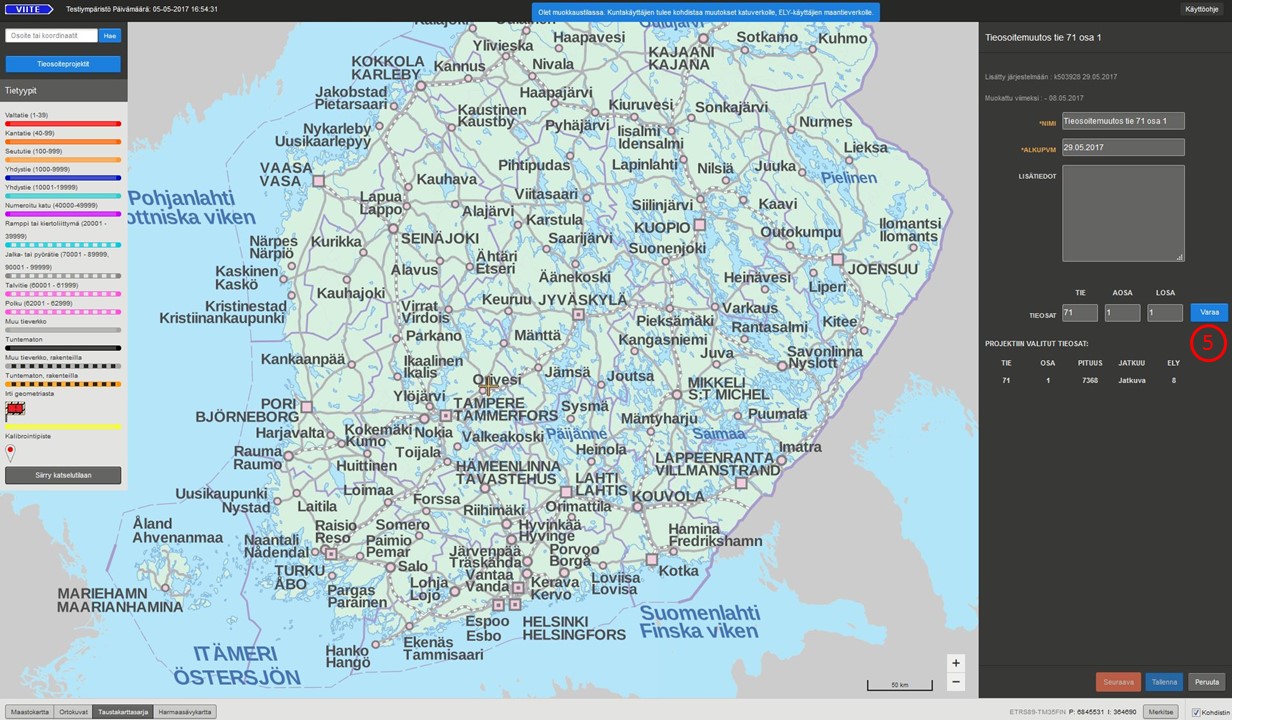 VIITE
Testiympäristö Päivämäärä: 05-05-2017 16:54:31
Olet muokkaustilassa. Kuntakäyttäjien tulee kohdistaa muutokset katuverkolle, ELY-käyttäjien maantieverkolle.
Käyttöohje
Osoite tai koordinaatit
Hae
Tieosoiteprojektit
Tietyypit
Valtatie (1-39)
Kantatie (40-99)
Seututie (100-999)
Yhdystie (1000-9999)
Yhdystie (10001-19999)
Numeroitu katu (40000-49999)
Ramppi tai kiertoliittymä (20001 -
39999)
Jalka- tai pyörätie (70001 - 89999,
90001 - 99999)
Talvitie (60001 - 61999)
Polku (62001 - 62999)
Muu tieverkko
Tuntematon
Muu tieverkko, rakenteilla
Tuntematon, rakenteilla
Irti geometriasta
Kalibrointipiste
Siirry katselutilaan
Ylivieska
Haapavesi
Sotkamo
Kuhmo
KAJAANI
KAJANA
KOKKOLA
KARLEBY
Kannus
Nivala
Jakobstad
Pietarsaari
Haapajärvi
Kaustinen
Kaustby
Pyhäjärvi
Kiuruvesi
Sonkajärvi
Iisalmi
Idensalmi
Nurmes
Nykarleby
Uusikaarlepyy
Lieksa
VAASA
VASA
Pihtipudas
Lapinlahti
Nilsiä
Juuka
Pielinen
Kauhava
Pohjanlahti
ottniska viken
Lapua
Lappo
Viitasaari
Alajärvi
Karstula
Siilinjärvi
Kaavi
KUOPIO
Outokumpu
Ilomantsi
Ilomants
Närpes
Närpiö
Kurikka
SEINÄJOKI
Saarijärvi
Suonenjoki
Kaskinen
Kaskö
Alavus
Ähtäri
Etseri
Äänekoski
Heinävesi
JOENSUU
Liperi
Kauhajoki
Kristinestad
Kristiinankaupunki
Virrat
Virdois
Keuruu
JYVÄSKYLÄ
Varkaus
Pieksämäki
Rantasalmi
Kitee
Parkano
Mänttä
Kangasniemi
Juva
Savonlinna
Nyslott
Kankaanpää
Ikaalinen
Ikalis
Orivesi
Jämsä
Joutsa
MIKKELI
S:T MICHEL
Ylöjärvi
PORI
BJÖRNEBORG
TAMPERE
TAMMERFORS
Sysmä
Mäntyharju
Puumala
Harjavalta
Kokemäki
Kumo
Nokia
Valkeakoski
Päijänne
Saimaa
Rauma
Raumo
Toijala
Heinola
Imatra
Huittinen
HÄMEENLINNA
TAVASTEHUS
LAPPEENRANTA
VILLMANSTRAND
LAHTI
LAHTIS
Uusikaupunki
Nystad
Laitila
Loimaa
Forssa
Orimattila
KOUVOLA
Riihimäki
Åland
Ahvenanmaa
Raisio
Reso
Somero
Hyvinkää
Hyvinge
Hamina
Fredrikshamn
Naantali
Nådendal
Paimio
Pemar
Järvenpää
Träskända
Porvoo
Borgå
Salo
TURKU
ÅBO
Vantaa
Vanda
Kerava
Kervo
Loviisa
Lovisa
Kotka
MARIEHAMN
MAARIANHAMINA
Pargas
Parainen
Lohja
Lojo
Espoo
Esbo
HELSINKI
HELSINGFORS
Suomenlahti
Finska viken
ITÄMERI
ÖSTERSJÖN
Hanko
Hangö
Ekenäs
Tammisaari
50 km
+
−
Tieosoitemuutos tie 71 osa 1
Lisätty järjestelmään : k503928 29.05.2017
Muokattu viimeksi : - 08.05.2017
*NIMI
Tieosoitemuutos tie 71 osa 1
*ALKUPVM
29.05.2017
LISÄTIEDOT
TIE AOSA LOSA
TIEOSAT
71 1 1
Varaa
5
PROJEKTIIN VALITUT TIEOSAT:
TIE OSA PITUUS JATKUU ELY
71 1 7368 Jatkuva 8
Seuraava
Tallenna
Peruuta
Maastokartta
Ortokuvat
Taustakarttasarja
Harmaasävykartta
ETRS89-TM35FIN P: 6845531 I: 364690
Merkitse
Kohdistin